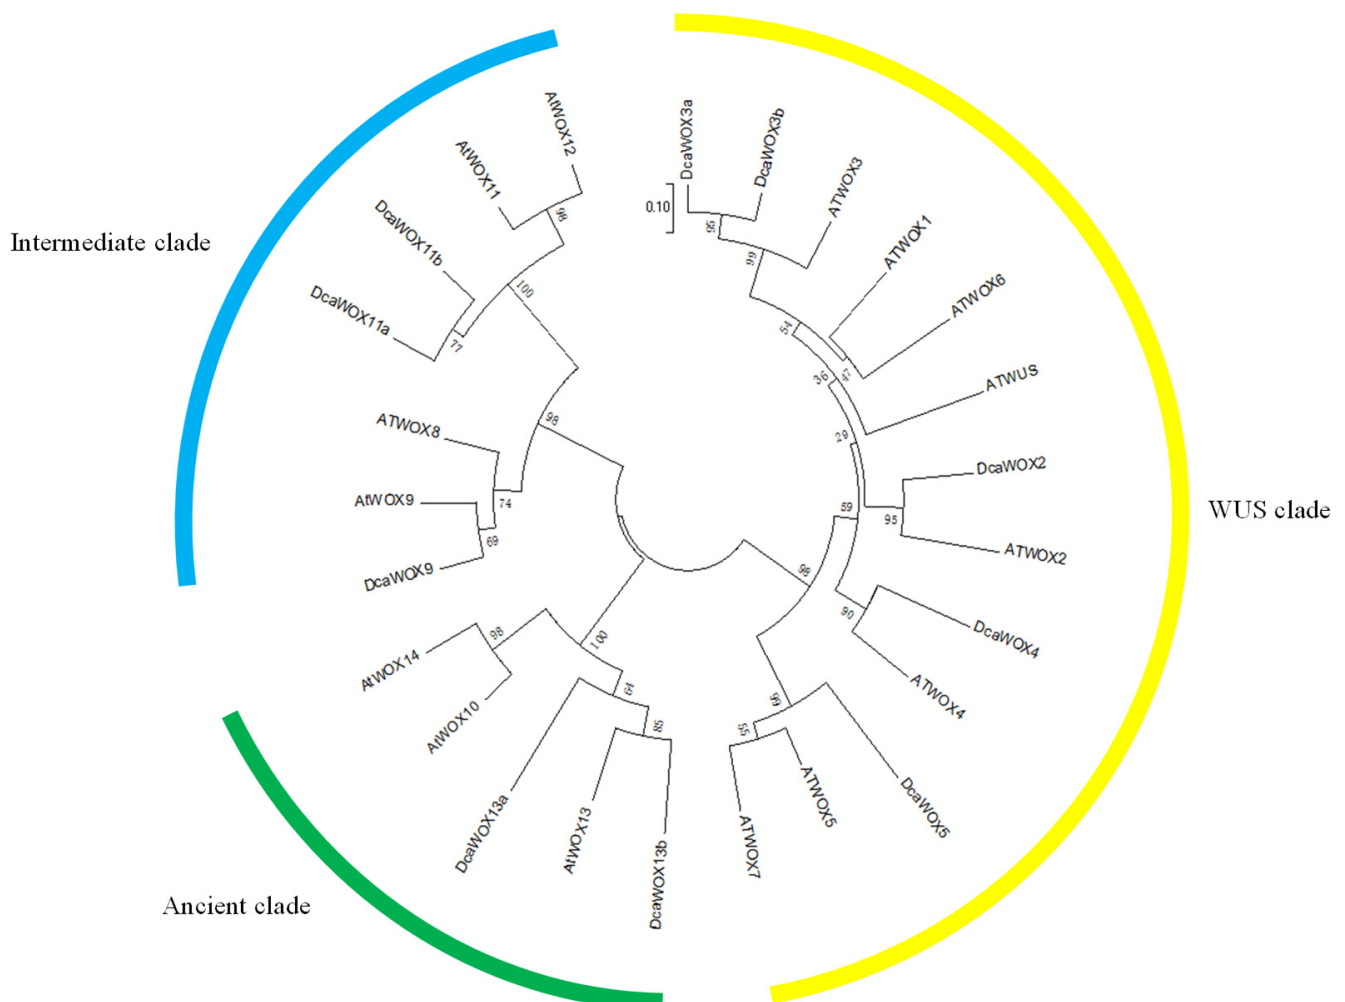 AtWOX12
AtWOX11
DcaWOX11b
DcaWOX11a
98
100
77
Intermediate clade
ATWOX8
AtWOX9
DcaWOX9
98
74
69
AtWOX14
AtWOX10
DcaWOX13a
AtWOX13
DcaWOX13b
98
100
64
85
Ancient clade
0.10
DcaWOX3a
DcaWOX3b
ATWOX3
ATWOX1
ATWOX6
ATWUS
DcaWOX2
ATWOX2
DcaWOX4
ATWOX4
DcaWOX5
ATWOX5
ATWOX7
95
99
54
47
36
29
95
59
90
98
99
55
WUS clade